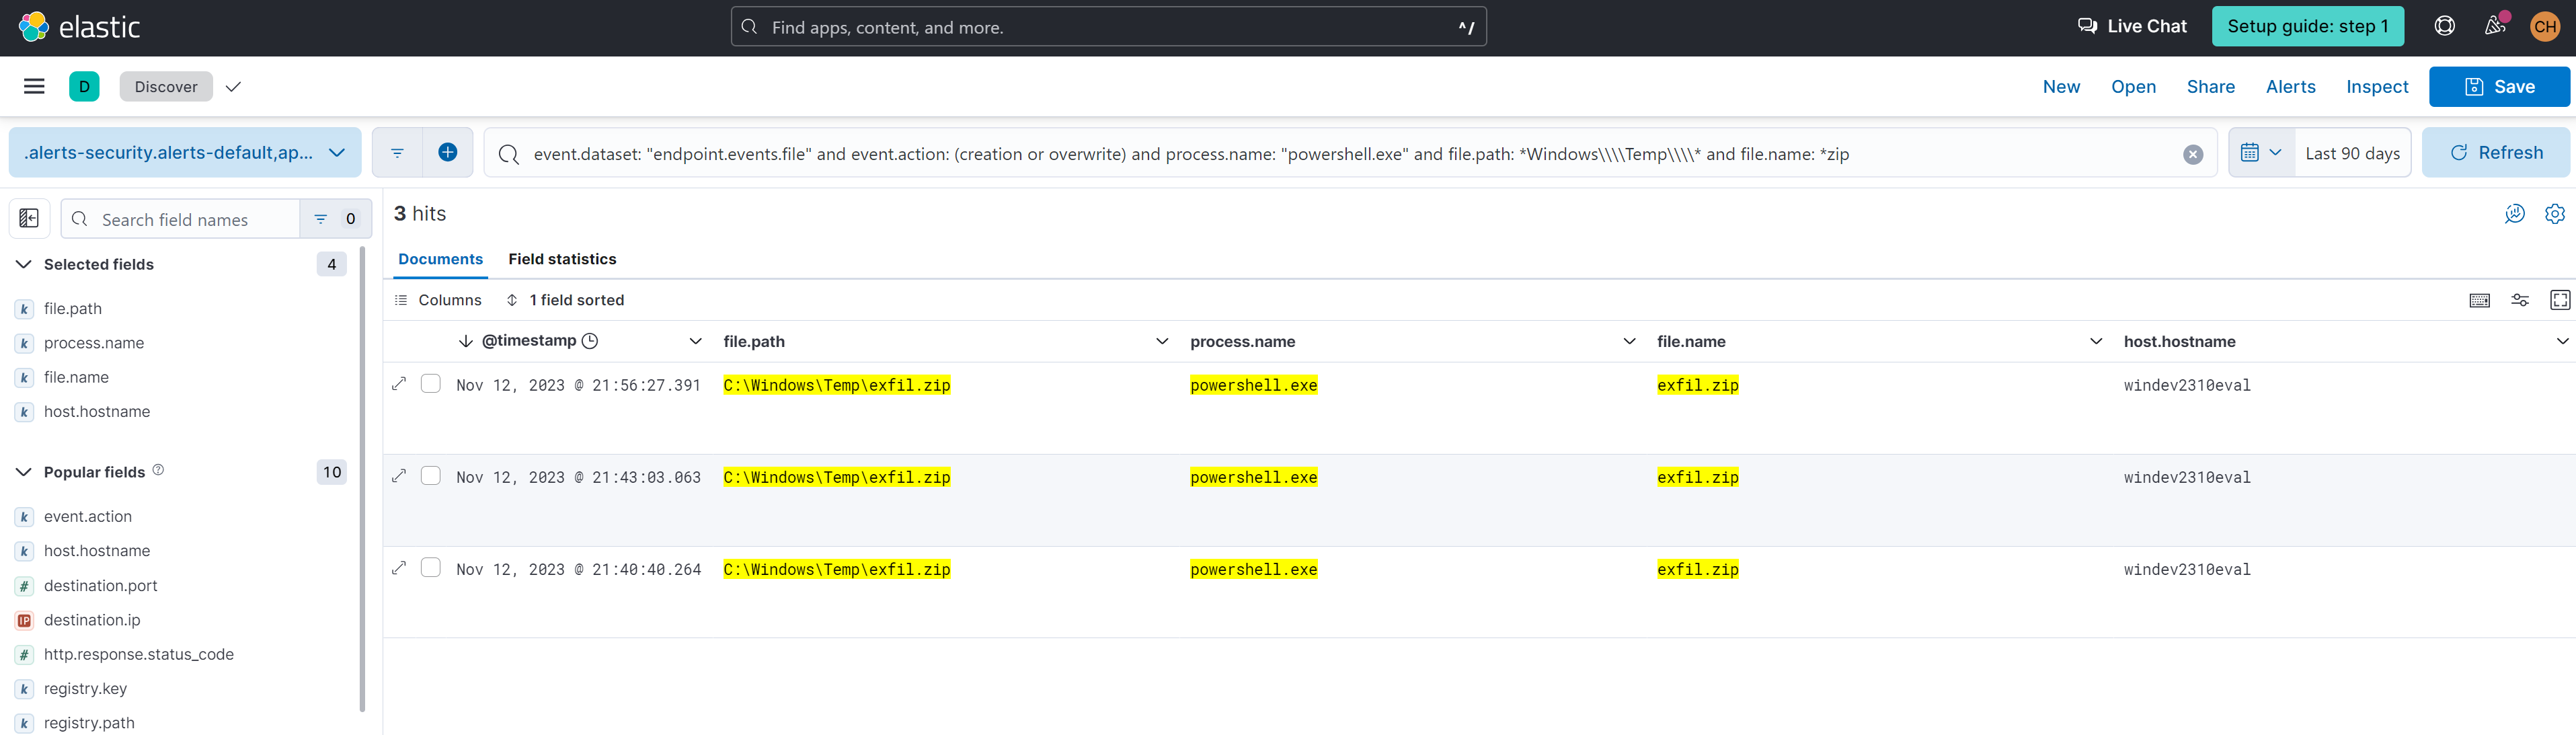 elastic
Find apps, content, and more.
^/
Live Chat
Setup guide: step 1
CH
D
Discover
New
Open
Share
Alerts
Inspect
Save
.alerts-security.alerts-default,ap...
event.dataset: "endpoint.events.file" and event.action: (creation or overwrite) and process.name: "powershell.exe" and file.path: *Windows\\\\Temp\\\\* and file.name: *zip
Last 90 days
Refresh
Search field names
0
3 hits
Selected fields
4
k file.path
k process.name
k file.name
k host.hostname
Popular fields
10
k event.action
k host.hostname
# destination.port
IP destination.ip
# http.response.status_code
k registry.key
k registry.path
Documents
Field statistics
Columns
1 field sorted
@timestamp file.path process.name file.name host.hostname
Nov 12, 2023 @ 21:56:27.391 C:\Windows\Temp\exfil.zip powershell.exe exfil.zip windev2310eval
Nov 12, 2023 @ 21:43:03.063 C:\Windows\Temp\exfil.zip powershell.exe exfil.zip windev2310eval
Nov 12, 2023 @ 21:40:40.264 C:\Windows\Temp\exfil.zip powershell.exe exfil.zip windev2310eval